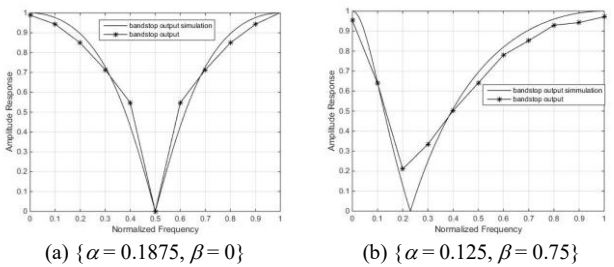 1
0.9
0.8
0.7
0.6
0.5
0.4
0.3
0.2
0.1
0
Amplitude Response
bandstop output simulation
bandstop output
0 0.1 0.2 0.3 0.4 0.5 0.6 0.7 0.8 0.9 1
Normalized Frequency
(a) {α = 0.1875, β = 0}
1
0.9
0.8
0.7
0.6
0.5
0.4
0.3
0.2
0.1
0
Amplitude Response
bandstop output simmulation
bandstop output
0 0.1 0.2 0.3 0.4 0.5 0.6 0.7 0.8 0.9 1
Normalized Frequency
(b) {α = 0.125, β = 0.75}